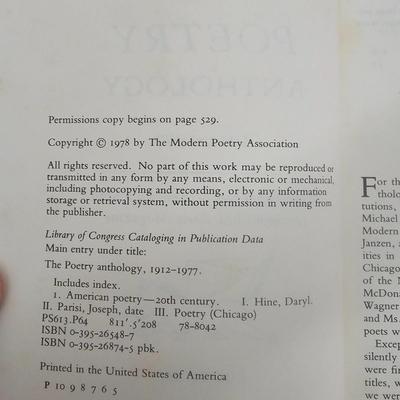 Permissions copy begins on page 529.
Copyright © 1978 by The Modern Poetry Association
All rights reserved. No part of this work may be reproduced or
transmitted in any form by any means, electronic or mechanical,
including photocopying and recording, or by any information
storage or retrieval system, without permission in writing from
the publisher.
Library of Congress Cataloging in Publication Data
Main entry under title:
The Poetry anthology, 1912–1977.
Includes index.
1. American poetry—20th century. I. Hine, Daryl.
II. Parisi, Joseph, date III. Poetry (Chicago)
PS613.P64 811'.5'208 78-8042
ISBN 0-395-26548-7
ISBN 0-395-26874-5 pbk.
Printed in the United States of America
P 10 9 8 7 6 5
For th
tholo
tutions,
Michael
Modern
Janzen, a
ities in
Chicago
of the M
McDona
Wagner
and Ms.
poets w
Excep
silently
were fir
titles, w
we were